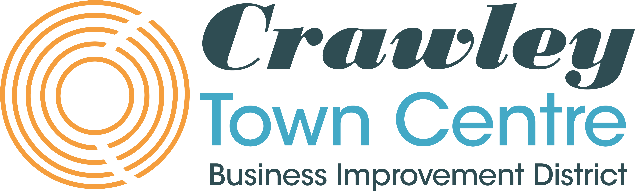 Crawley
Town Centre
Business Improvement District